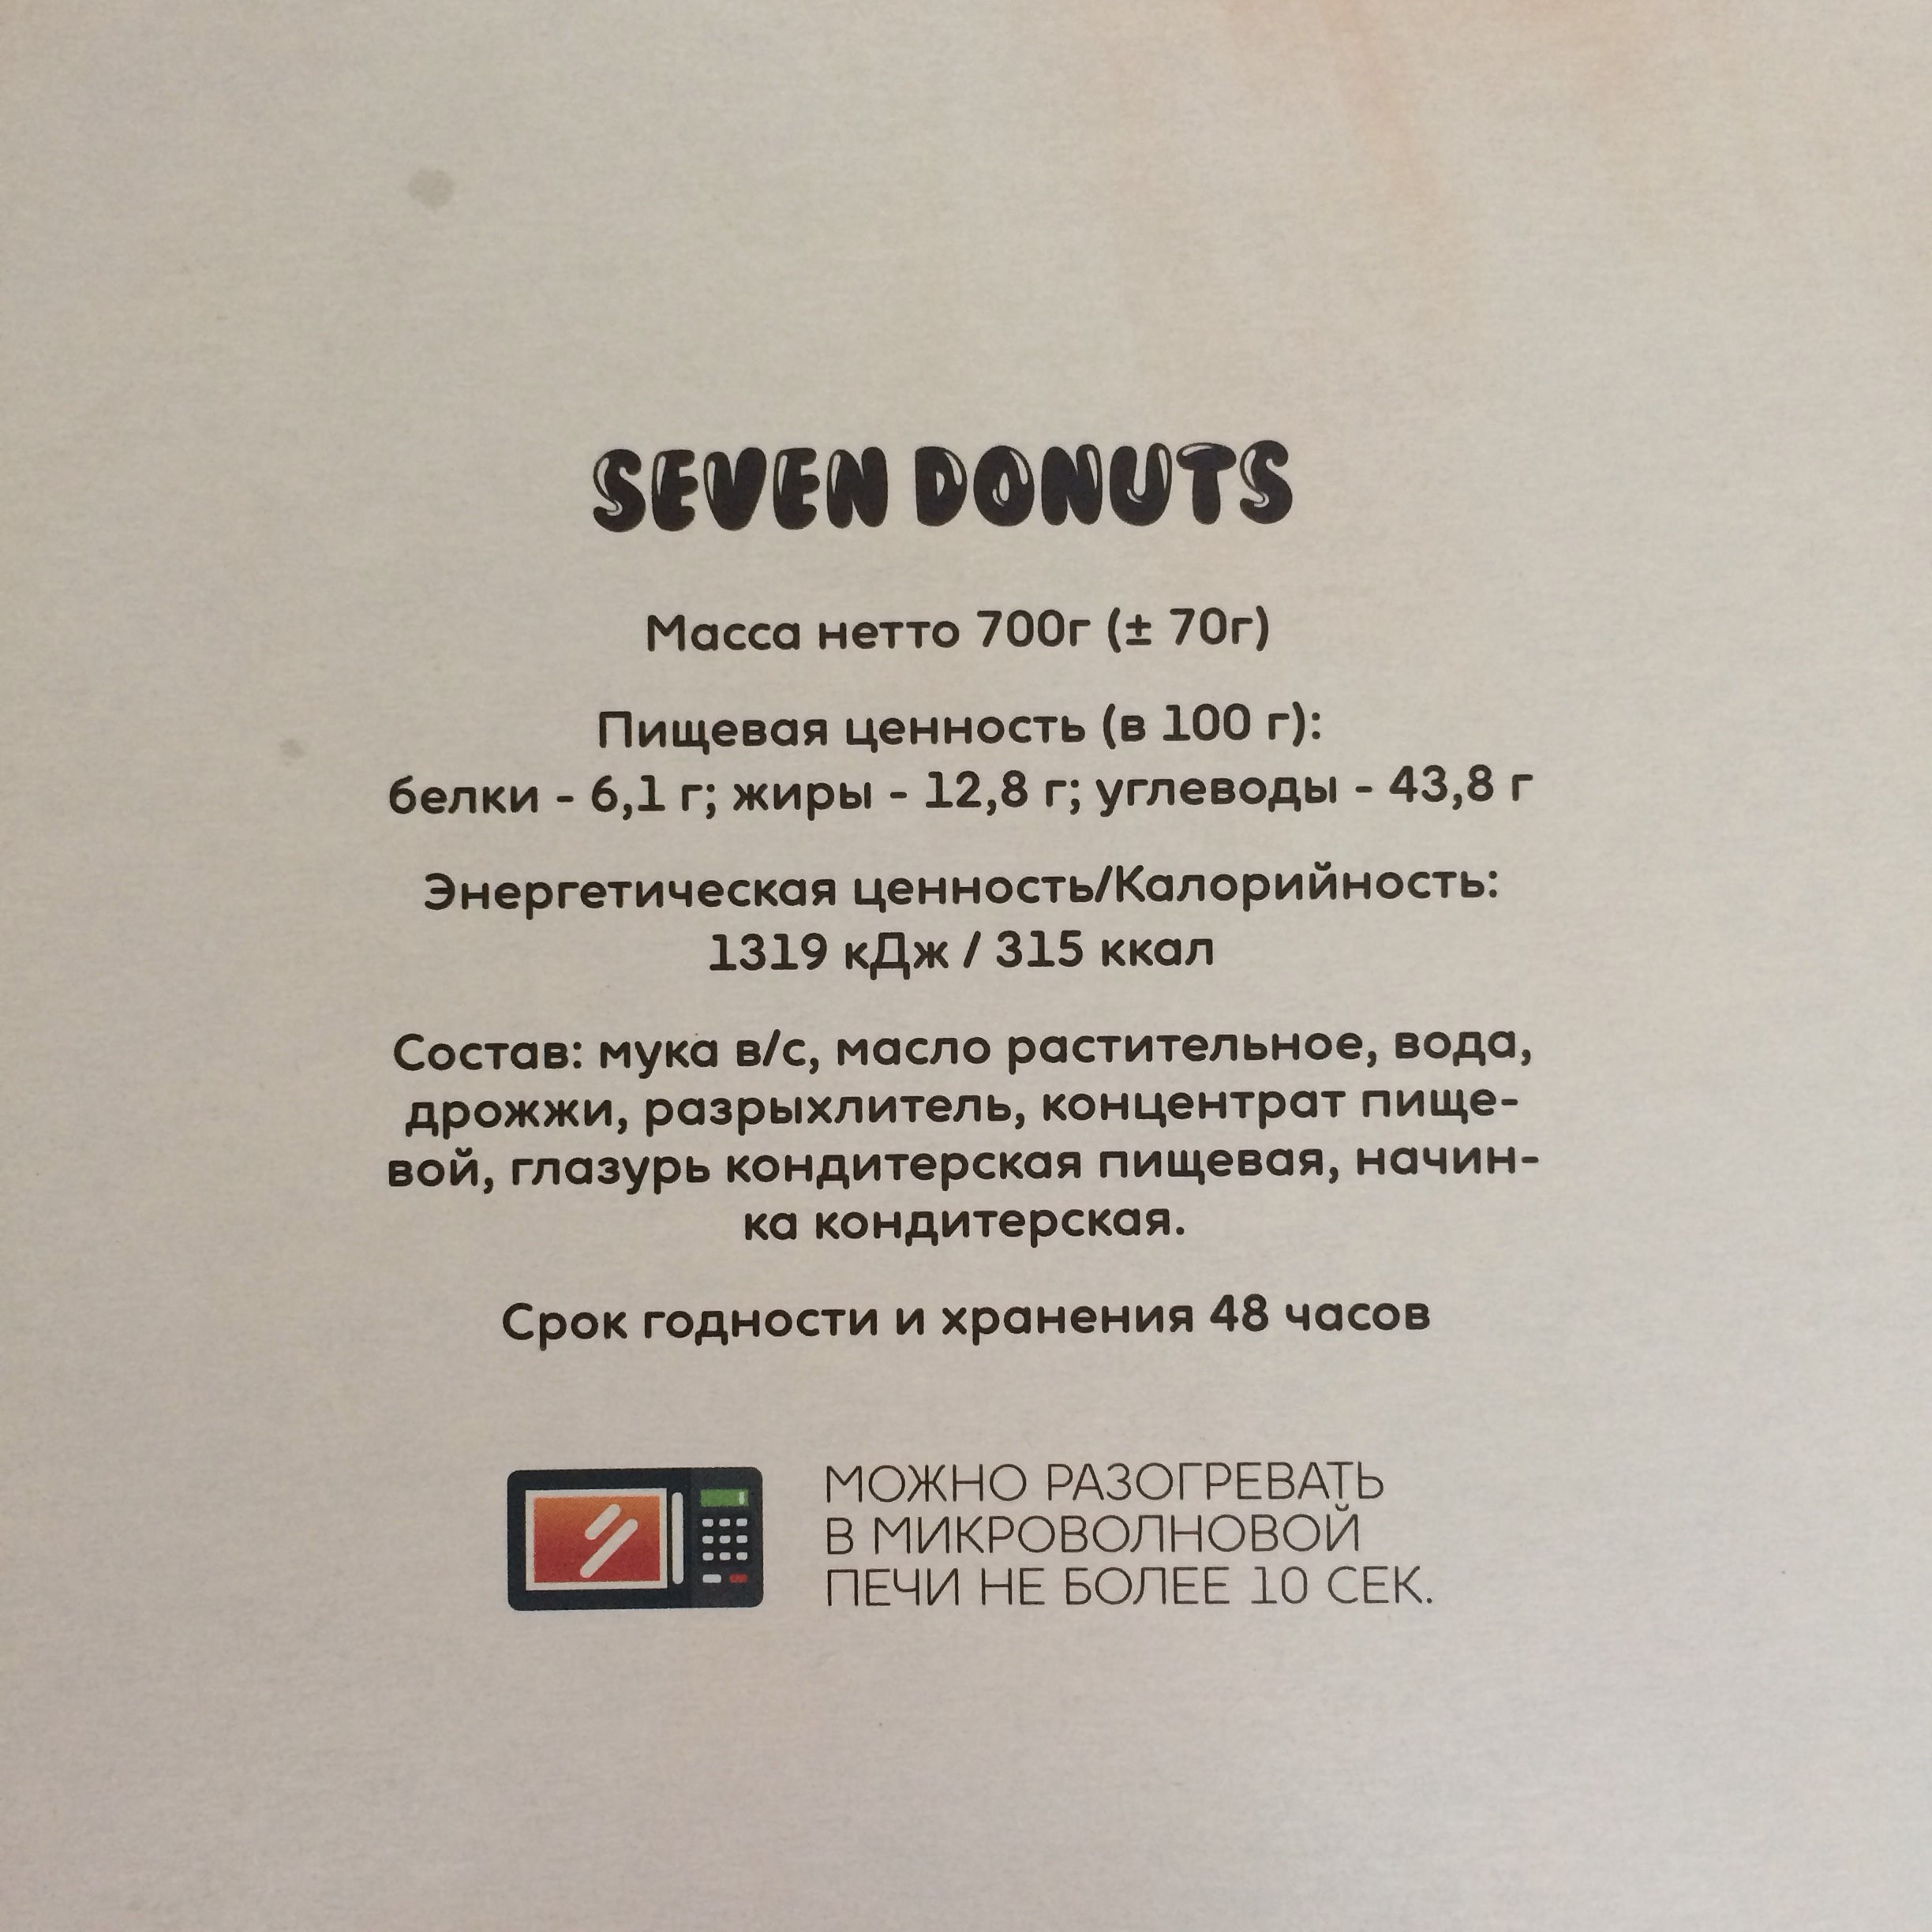 SEVEN DONUTS
Масса нетто 700г (± 70г)
Пищевая ценность (в 100 г):
белки - 6,1 г; жиры - 12,8 г; углеводы - 43,8 г
Энергетическая ценность/Калорийность:
1319 кДж / 315 ккал
Состав: мука в/с, масло растительное, вода,
дрожжи, разрыхлитель, концентрат пище-
вой, глазурь кондитерская пищевая, начин-
ка кондитерская.
Срок годности и хранения 48 часов
МОЖНО РАЗОГРЕВАТЬ
В МИКРОВОЛНОВОЙ
ПЕЧИ НЕ БОЛЕЕ 10 СЕК.